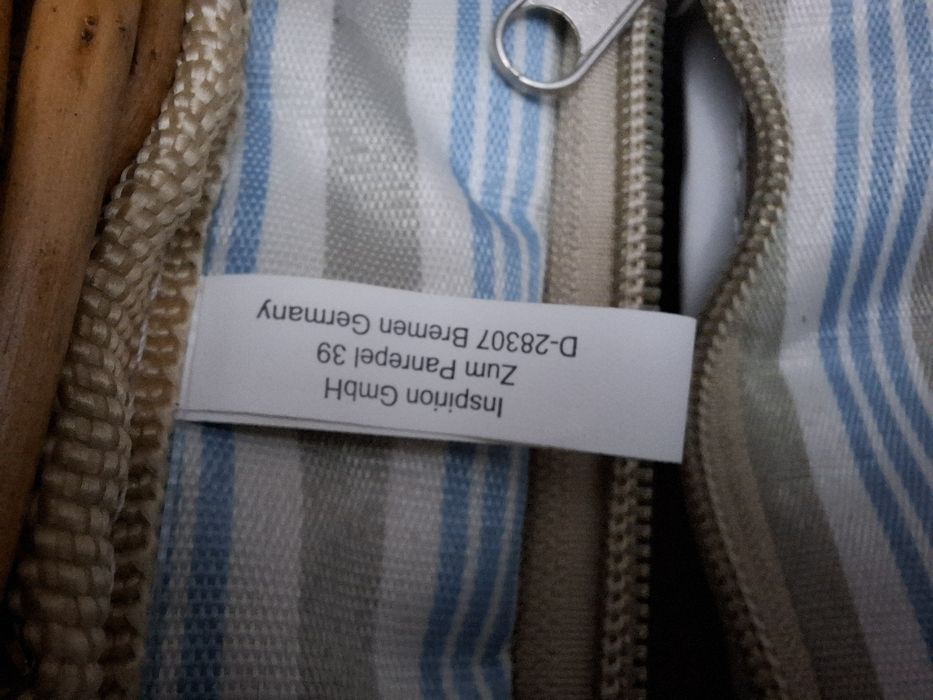 Inspirion GmbH
Zum Panrepel 39
D-28307 Bremen Germany